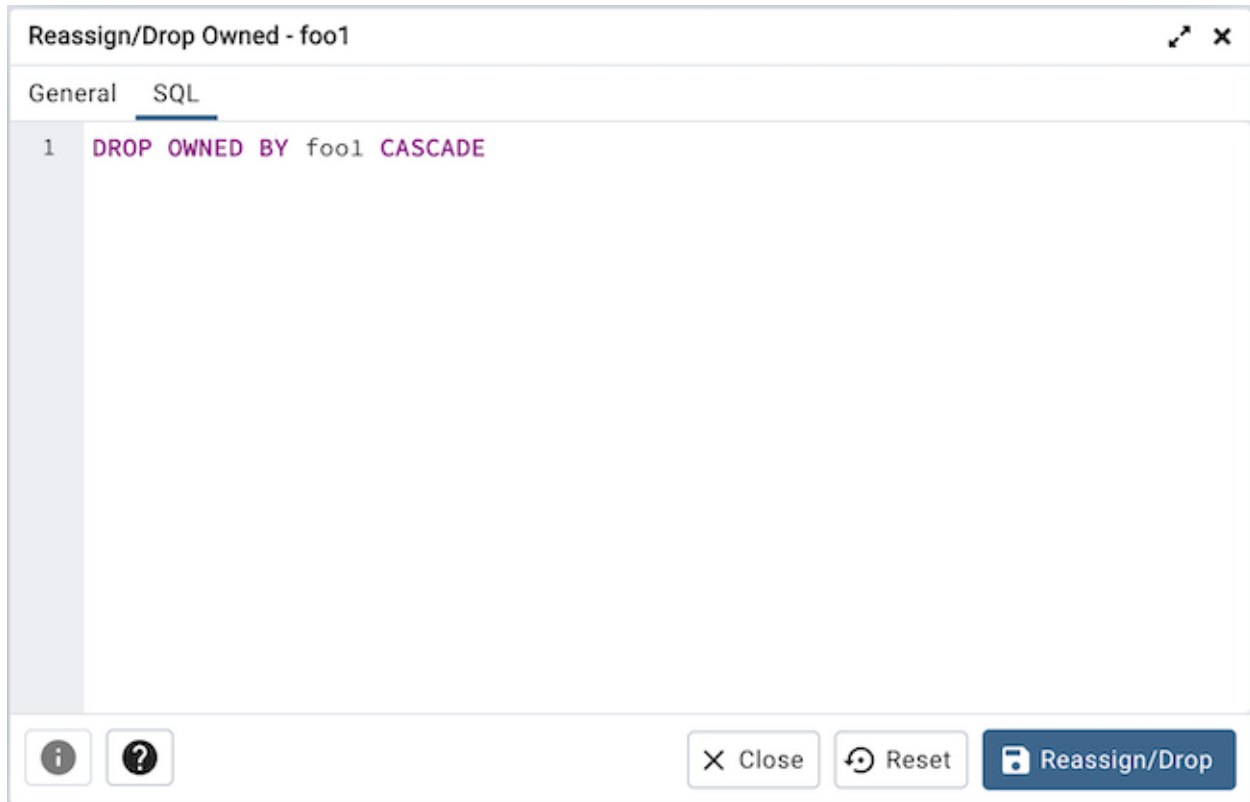 Reassign/Drop Owned - foo1
General SQL
1 DROP OWNED BY foo1 CASCADE
Close Reset Reassign/Drop